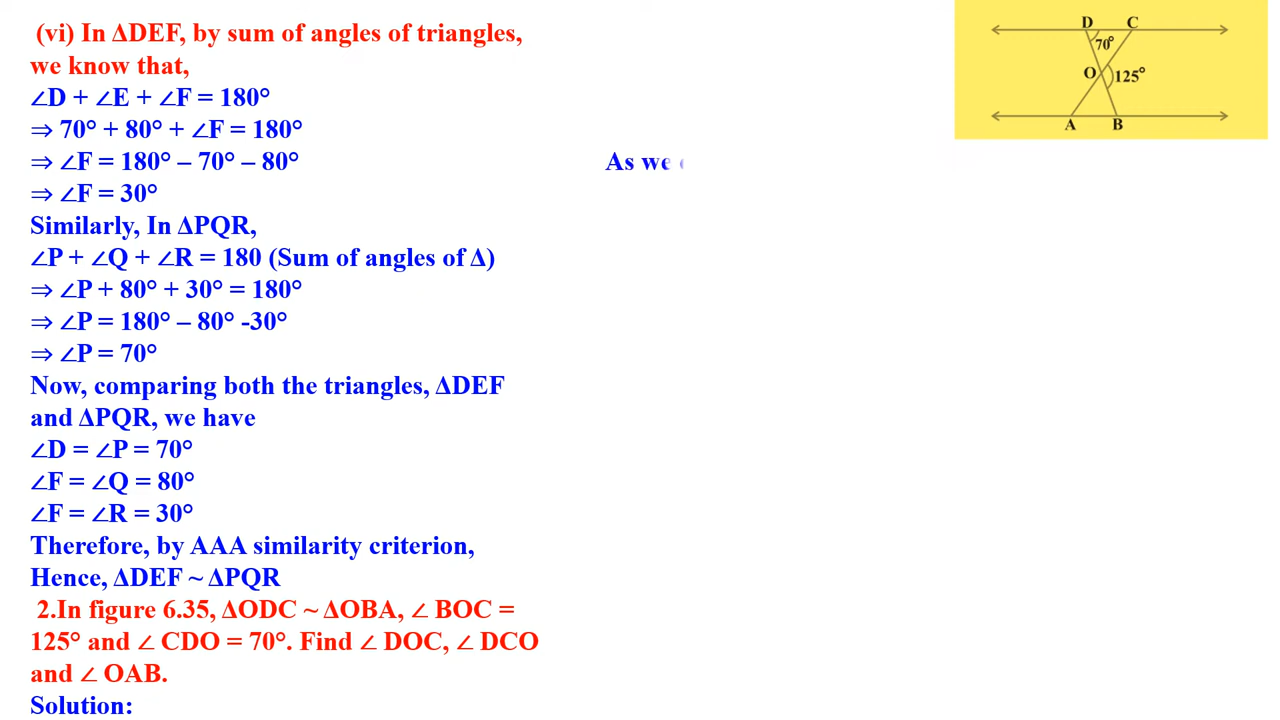 (vi) In ΔDEF, by sum of angles of triangles,
we know that,
∠D + ∠E + ∠F = 180°
⇒ 70° + 80° + ∠F = 180°
⇒ ∠F = 180° – 70° – 80°
⇒ ∠F = 30°
Similarly, In ΔPQR,
∠P + ∠Q + ∠R = 180 (Sum of angles of Δ)
⇒ ∠P + 80° + 30° = 180°
⇒ ∠P = 180° – 80° -30°
⇒ ∠P = 70°
Now, comparing both the triangles, ΔDEF
and ΔPQR, we have
∠D = ∠P = 70°
∠F = ∠Q = 80°
∠F = ∠R = 30°
Therefore, by AAA similarity criterion,
Hence, ΔDEF ~ ΔPQR
2.In figure 6.35, ΔODC ~ ΔOBA, ∠ BOC =
125° and ∠ CDO = 70°. Find ∠ DOC, ∠ DCO
and ∠ OAB.
Solution:
As we
D C
70°
O 125°
A B